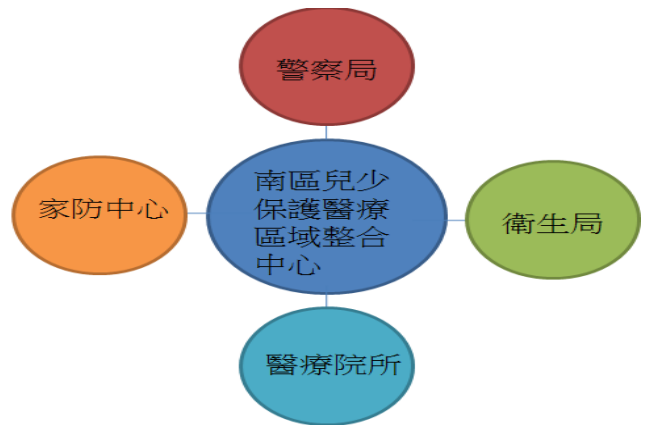 警察局
家防中心
南區兒少
保護醫療
區域整合
中心
衛生局
醫療院所